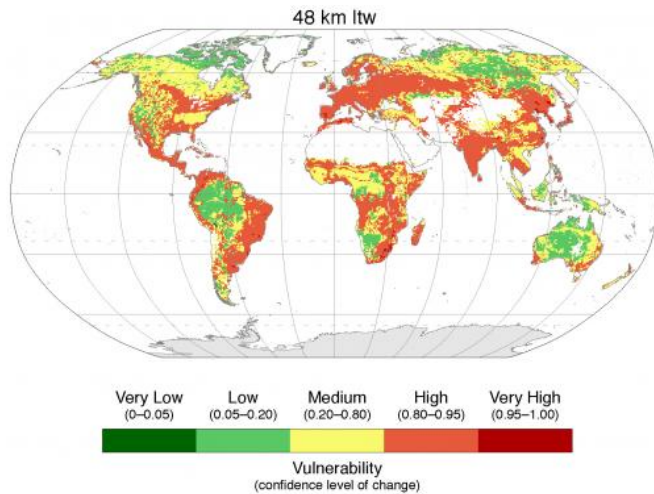 48 km ltw
Very Low Low Medium High Very High
(0–0.05) (0.05–0.20) (0.20–0.80) (0.80–0.95) (0.95–1.00)
Vulnerability
(confidence level of change)